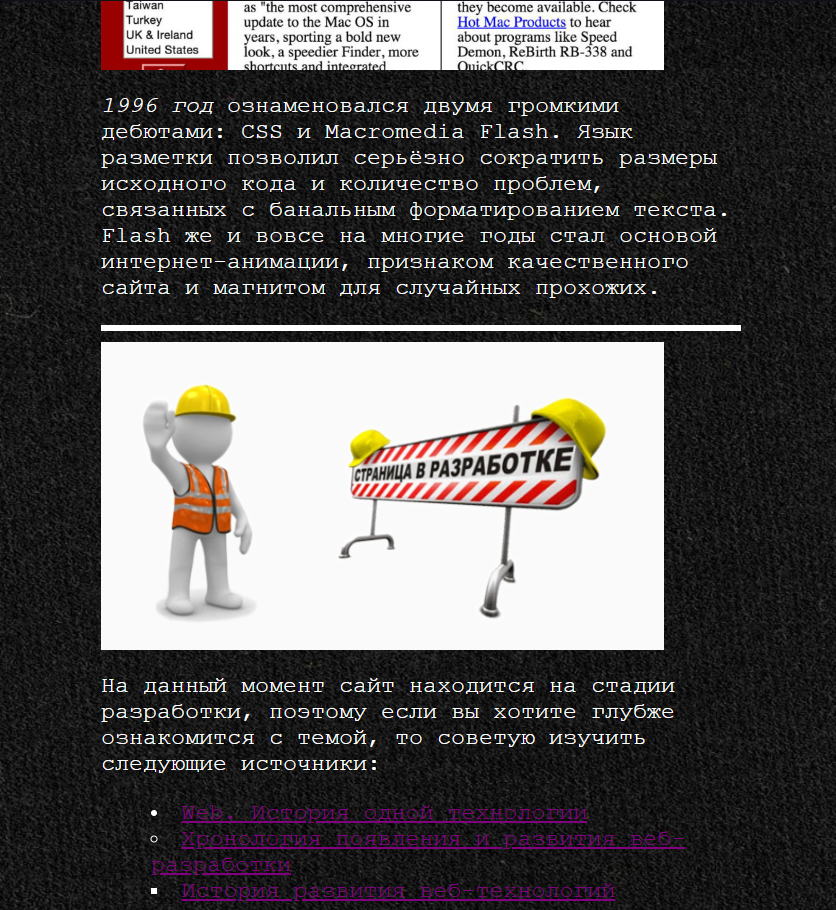 Taiwan
Turkey
UK & Ireland
United States
as "the most comprehensive
update to the Mac OS in
years, sporting a bold new
look, a speedier Finder, more
shortcuts and integrated
they become available. Check
Hot Mac Products to hear
about programs like Speed
Demon, ReBirth RB-338 and
QuickCRC.
1996 год ознаменовался двумя громкими
дебютами: CSS и Macromedia Flash. Язык
разметки позволил серьёзно сократить размеры
исходного кода и количество проблем,
связанных с банальным форматированием текста.
Flash же и вовсе на многие годы стал основой
интернет-анимации, признаком качественного
сайта и магнитом для случайных прохожих.
СТРАНИЦА В РАЗРАБОТКЕ
На данный момент сайт находится на стадии
разработки, поэтому если вы хотите глубже
ознакомится с темой, то советую изучить
следующие источники:
Web. История одной технологии
Хронология появления и развития веб-
разработки
История развития веб-технологий